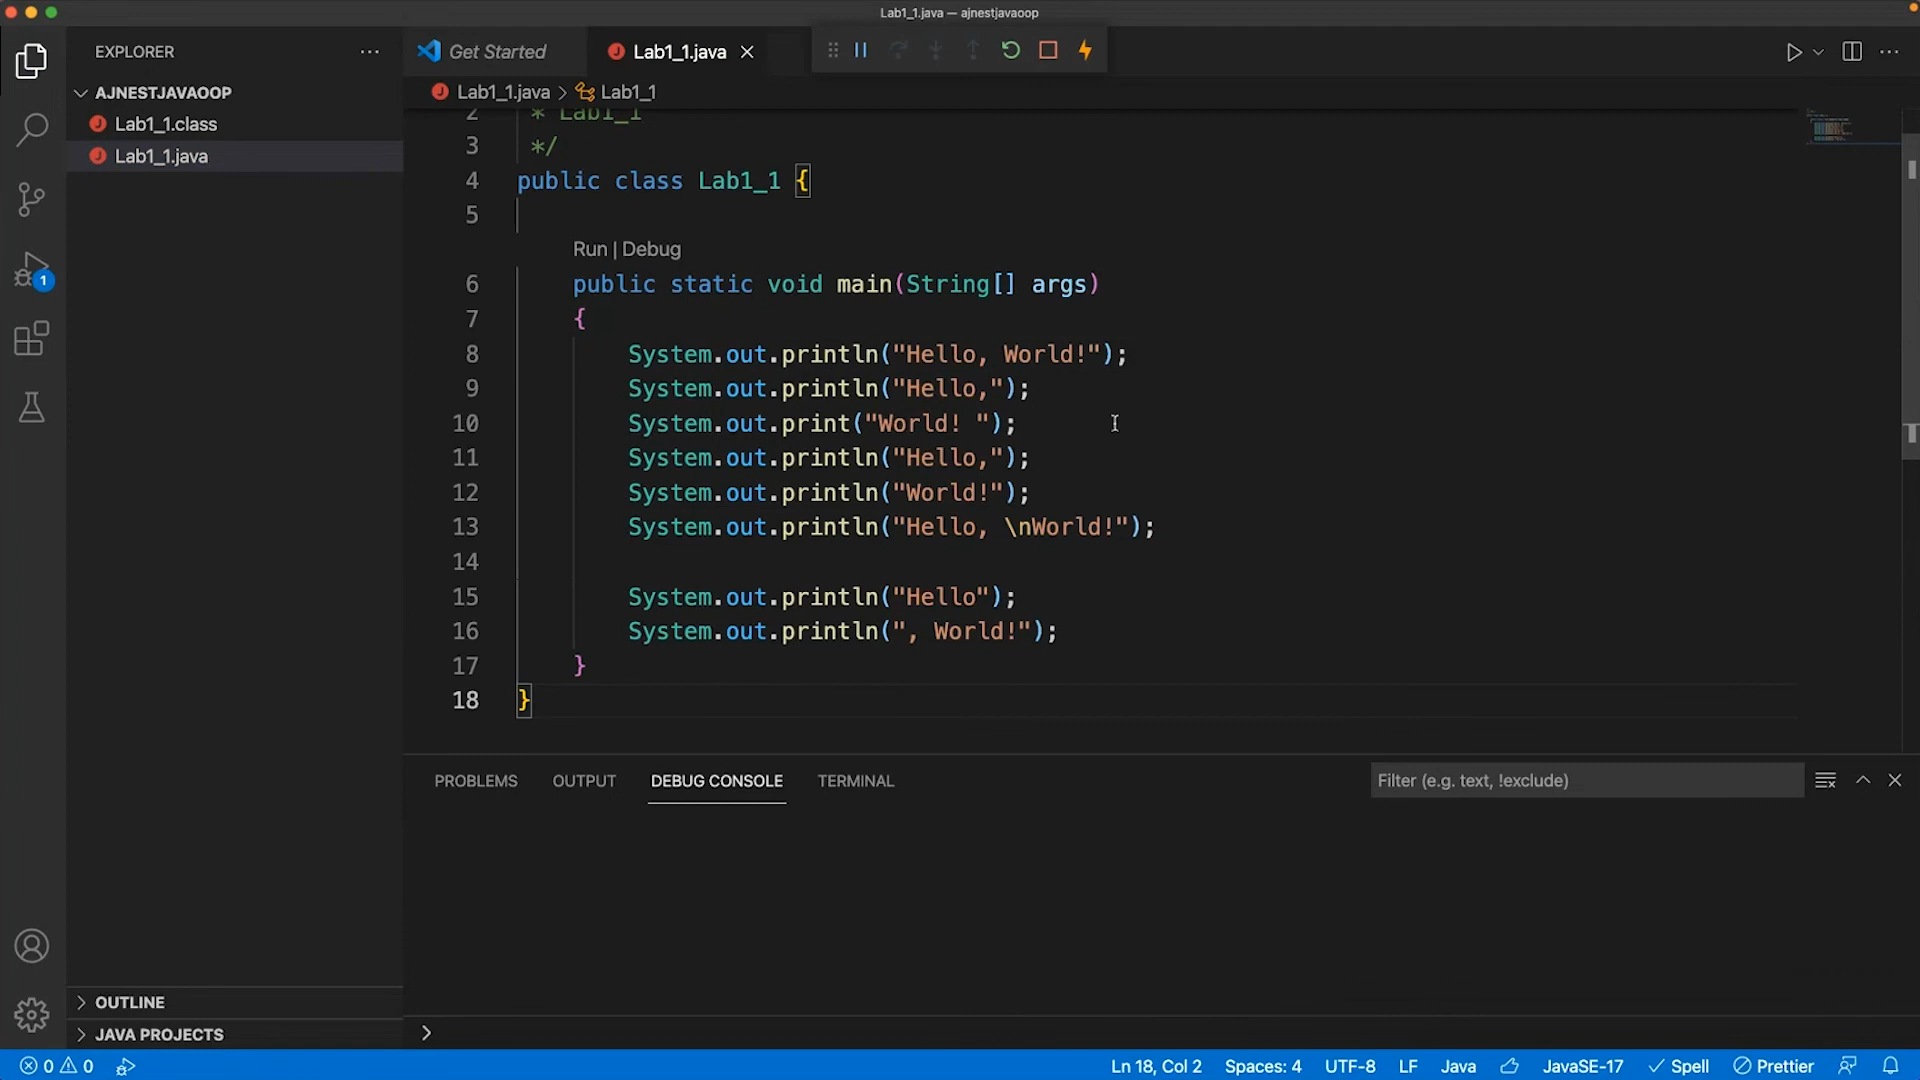 Lab1_1.java — ajnestjavaoop
EXPLORER
Get Started
Lab1_1.java
AJNESTJAVAOOP
Lab1_1.java > Lab1_1
Lab1_1.class
Lab1_1.java
2 * Lab1_1
3 */
4 public class Lab1_1 {
5
Run | Debug
6 public static void main(String[] args)
7 {
8 System.out.println("Hello, World!");
9 System.out.println("Hello,");
10 System.out.print("World! ");
11 System.out.println("Hello,");
12 System.out.println("World!");
13 System.out.println("Hello, \nWorld!");
14
15 System.out.println("Hello");
16 System.out.println(", World!");
17 }
18 }
1
PROBLEMS OUTPUT DEBUG CONSOLE TERMINAL
Filter (e.g. text, !exclude)
OUTLINE
JAVA PROJECTS
0 0
Ln 18, Col 2 Spaces: 4 UTF-8 LF Java JavaSE-17 Spell Prettier